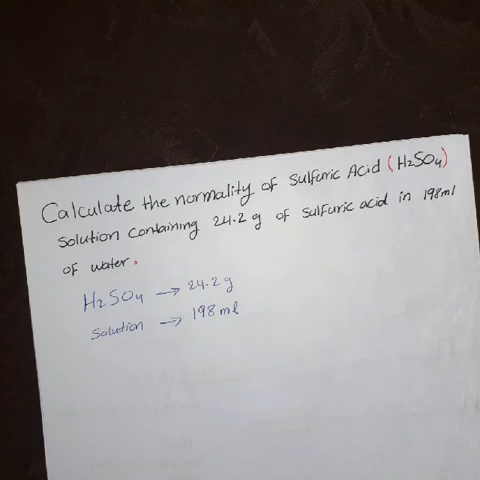 Calculate the normality of Sulfuric Acid (H₂SO₄)
Solution Containing 24.2 g of Sulfuric acid in 198ml
of water.
H₂SO₄ → 24.2 g
Solution → 198 ml